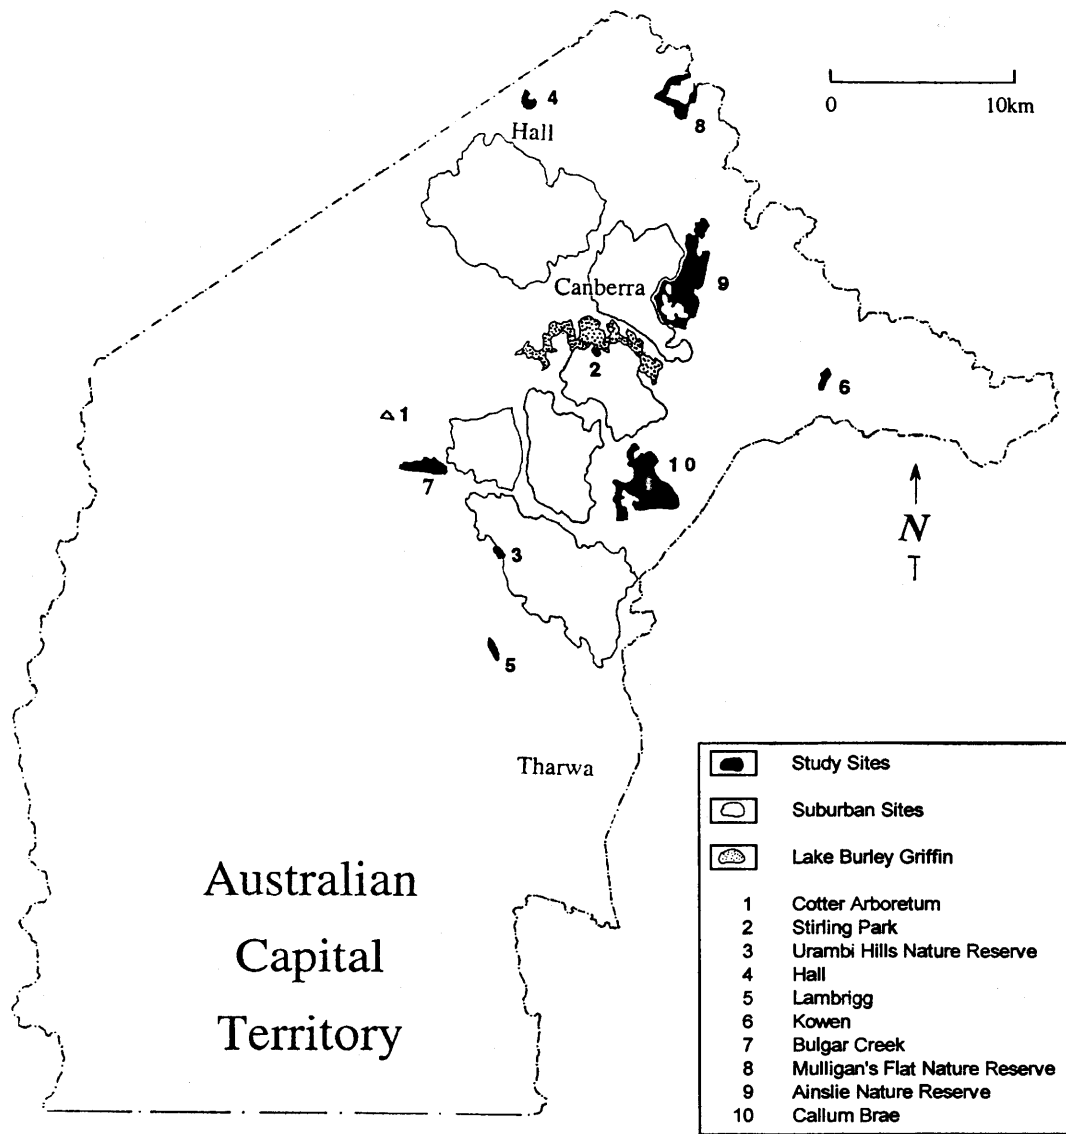 4
Hall
8
0 10km
Canberra
9
2
6
1
10
7
N
3
5
Tharwa
Australian
Capital
Territory
Study Sites
Suburban Sites
Lake Burley Griffin
1 Cotter Arboretum
2 Stirling Park
3 Urambi Hills Nature Reserve
4 Hall
5 Lambrigg
6 Kowen
7 Bulgar Creek
8 Mulligan's Flat Nature Reserve
9 Ainslie Nature Reserve
10 Callum Brae